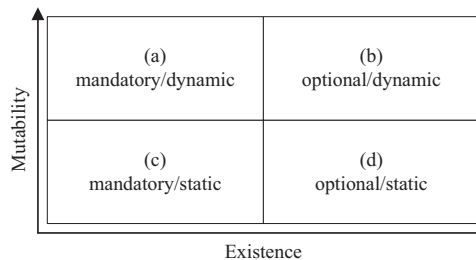 (a)
mandatory/dynamic
(b)
optional/dynamic
(c)
mandatory/static
(d)
optional/static
Mutability
Existence